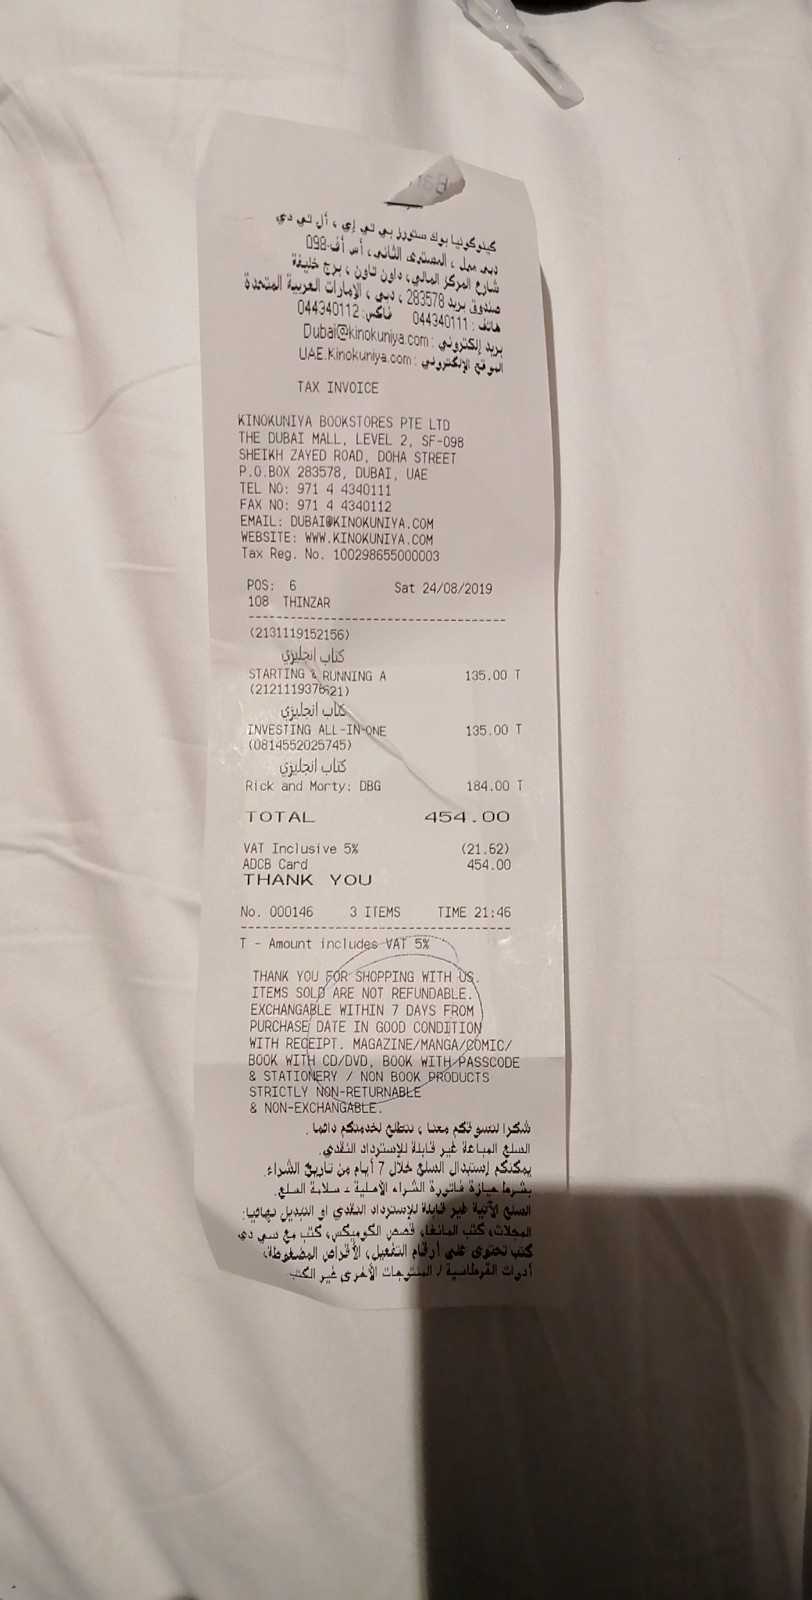 كينوكونيا بوك ستورز بي تي إي ، أل تي دي
دبي مول ، المستوى الثاني، أس أف-098
شارع المركز المالي، داون تاون ، برج خليفة
صندوق بريد 283578 ، دبي ، الإمارات العربية المتحدة
هاتف : 044340111 فاكس: 044340112
بريد إلكتروني : Dubai@kinokuniya.com
الموقع الإلكتروني : UAE.Kinokuniya.com
TAX INVOICE
KINOKUNIYA BOOKSTORES PTE LTD
THE DUBAI MALL, LEVEL 2, SF-098
SHEIKH ZAYED ROAD, DOHA STREET
P.O.BOX 283578, DUBAI, UAE
TEL NO: 971 4 4340111
FAX NO: 971 4 4340112
EMAIL: DUBAI@KINOKUNIYA.COM
WEBSITE: WWW.KINOKUNIYA.COM
Tax Reg. No. 100298655000003
POS: 6 Sat 24/08/2019
108 THINZAR
(2131119152156)
كتاب انجليزي
STARTING & RUNNING A 135.00 T
كتاب انجليزي
INVESTING ALL-IN-ONE 135.00 T
(0814552025745)
كتاب انجليزي
Rick and Morty: DBG 184.00 T
TOTAL 454.00
VAT Inclusive 5% (21.62)
ADCB Card 454.00
THANK YOU
No. 000146 3 ITEMS TIME 21:46
T - Amount includes VAT 5%
THANK YOU FOR SHOPPING WITH US.
ITEMS SOLD ARE NOT REFUNDABLE.
EXCHANGABLE WITHIN 7 DAYS FROM
PURCHASE DATE IN GOOD CONDITION
WITH RECEIPT. MAGAZINE/MANGA/COMIC/
BOOK WITH CD/DVD, BOOK WITH PASSCODE
& STATIONERY / NON BOOK PRODUCTS
STRICTLY NON-RETURNABLE
& NON-EXCHANGABLE.
شكرا لتسوقكم معنا ، نتطلع لخدمتكم دائما .
السلع المباعة غير قابلة للإسترداد النقدي.
يمكنكم إستبدال السلع خلال 7 أيام من تاريخ الشراء.
بشرط حيازة فاتورة الشراء الأصلية و سلامة السلع.
السلع الآتية غير قابلة للإسترداد النقدي او التبديل نهائيا:
المجلات، كتب المانغا، قصص الكوميكس، كتب مع سي دي
كتب تحتوى على أرقام التفعيل، الأقراص المضغوطة،
أدوات القرطاسية / المنتوجات الأخرى غير الكتب